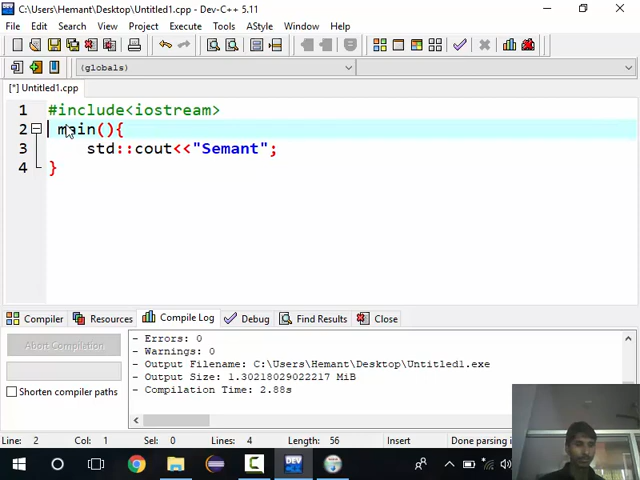 C:\Users\Hemant\Desktop\Untitled1.cpp - Dev-C++ 5.11
File Edit Search View Project Execute Tools AStyle Window Help
(globals)
[*] Untitled1.cpp
1 #include<iostream>
2 main(){
3 std::cout<<"Semant";
4 }
Compiler Resources Compile Log Debug Find Results Close
Abort Compilation
Shorten compiler paths
- Errors: 0
- Warnings: 0
- Output Filename: C:\Users\Hemant\Desktop\Untitled1.exe
- Output Size: 1.30218029022217 MiB
- Compilation Time: 2.88s
Line: 2 Col: 1 Sel: 0 Lines: 4 Length: 56 Insert Done parsing